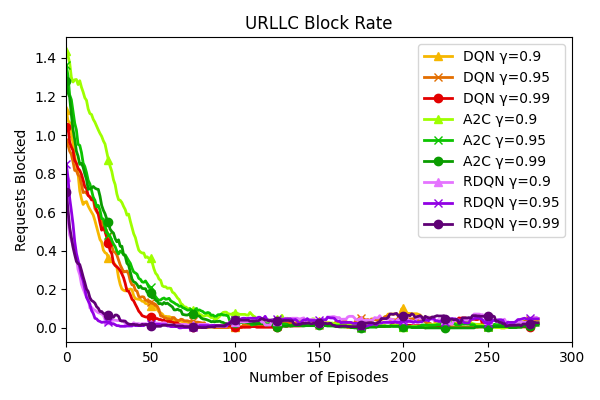 URLLC Block Rate
Requests Blocked
1.4
1.2
1.0
0.8
0.6
0.4
0.2
0.0
0
50
100
150
200
250
300
Number of Episodes
DQN γ=0.9
DQN γ=0.95
DQN γ=0.99
A2C γ=0.9
A2C γ=0.95
A2C γ=0.99
RDQN γ=0.9
RDQN γ=0.95
RDQN γ=0.99